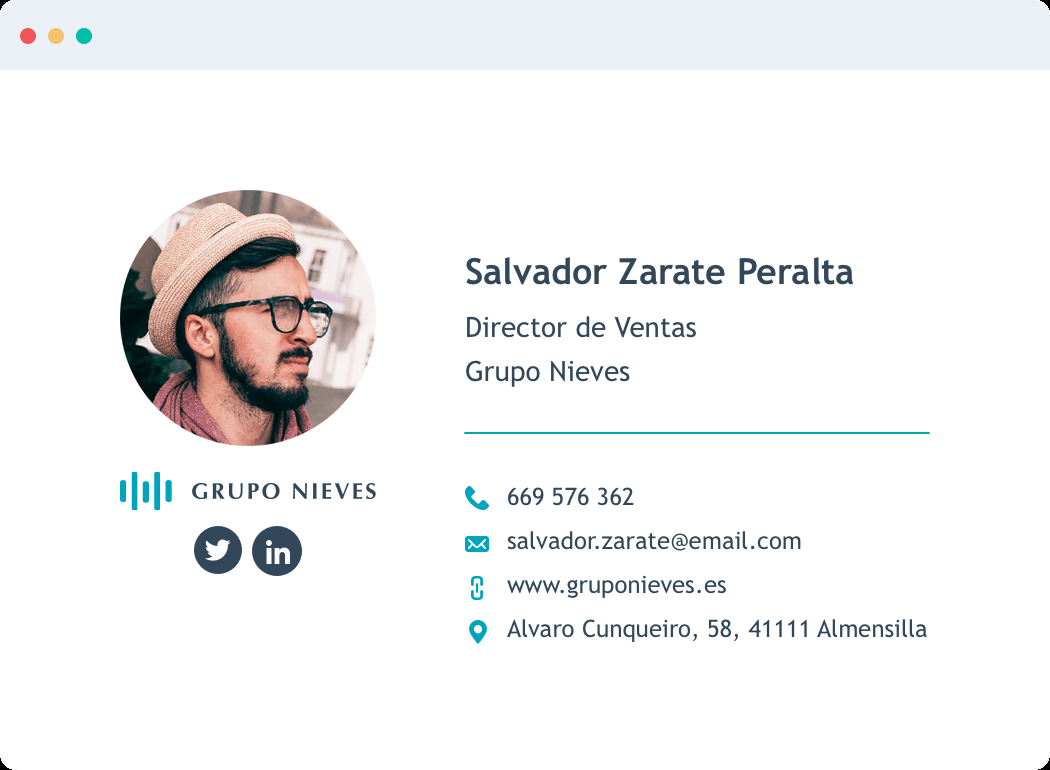 Salvador Zarate Peralta
Director de Ventas
Grupo Nieves
GRUPO NIEVES
in
669 576 362
salvador.zarate@email.com
www.gruponieves.es
Alvaro Cunqueiro, 58, 41111 Almensilla